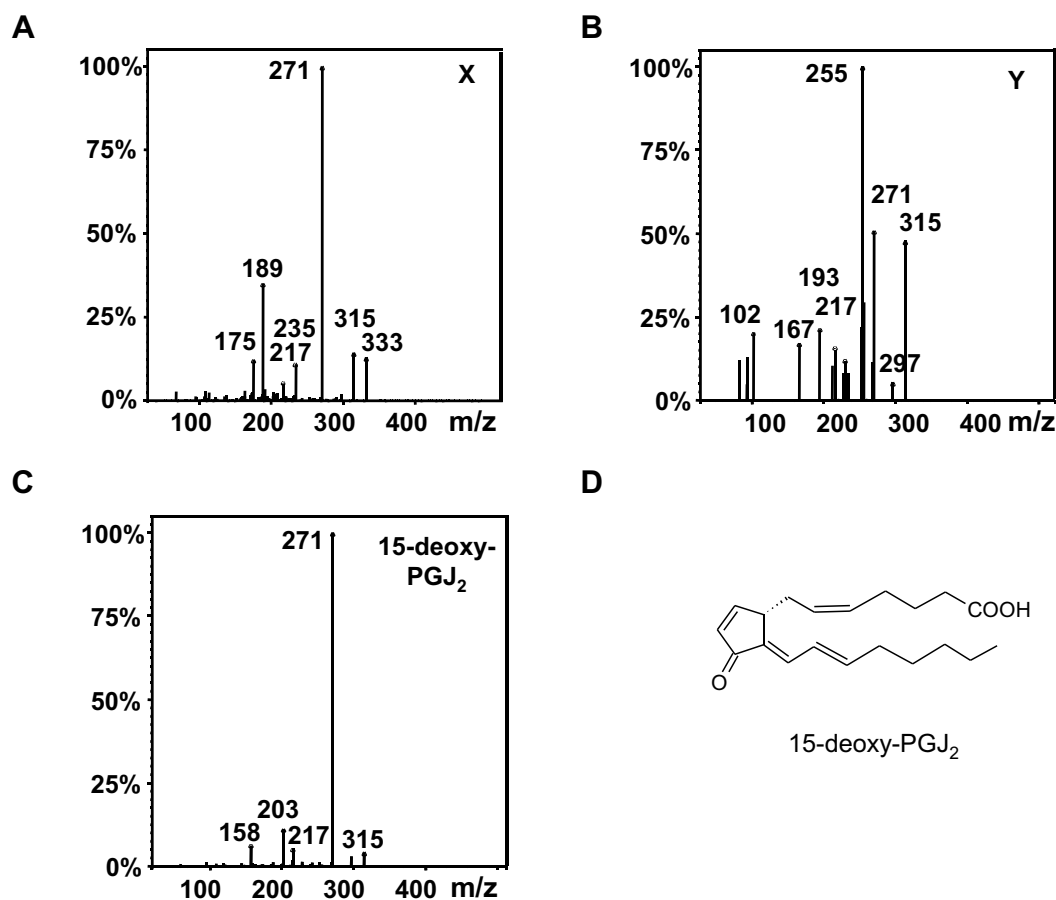 A
X
100%
75%
50%
25%
0%
271
189
175
235
217
315
333
100 200 300 400 m/z
B
Y
100%
75%
50%
25%
0%
255
271
315
193
217
102
167
297
100 200 300 400 m/z
C
15-deoxy-
PGJ2
100%
75%
50%
25%
0%
271
203
158
217
315
100 200 300 400 m/z
D
COOH
O
15-deoxy-PGJ2